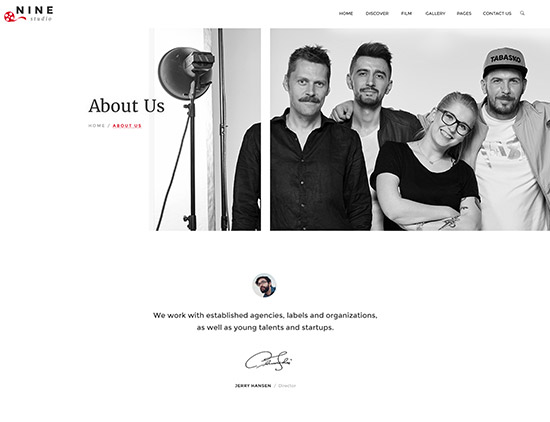 NINE
studio
HOME DISCOVER FILM GALLERY PAGES CONTACT US
TABASKO
About Us
HOME / ABOUT US
We work with established agencies, labels and organizations,
as well as young talents and startups.
JERRY HANSEN / Director